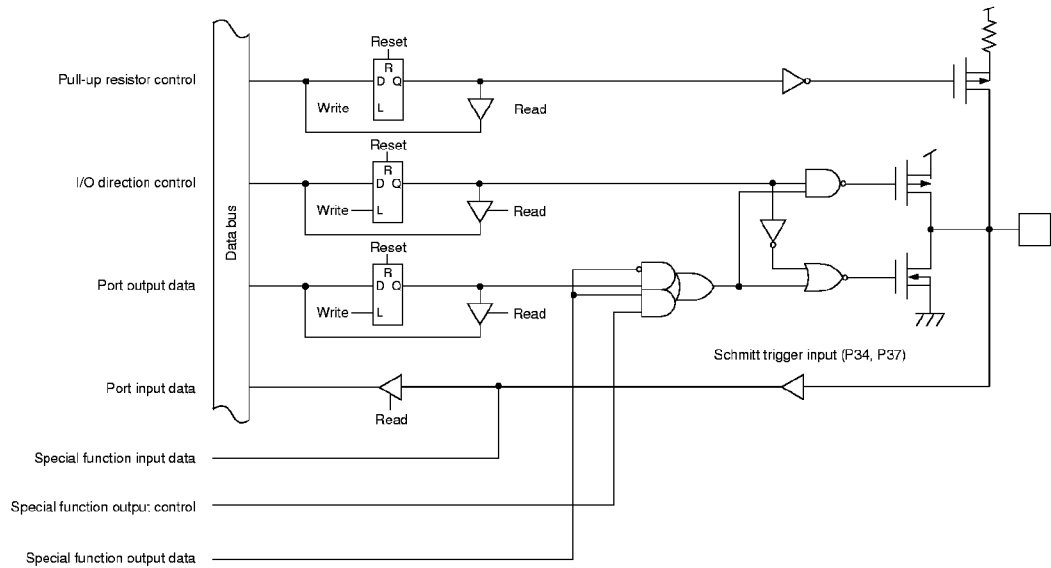 Reset
Pull-up resistor control
R
D Q
Write
L
Read
Reset
I/O direction control
R
D Q
Write
L
Read
Data bus
Reset
Port output data
R
D Q
Write
L
Read
Schmitt trigger input (P34, P37)
Port input data
Read
Special function input data
Special function output control
Special function output data